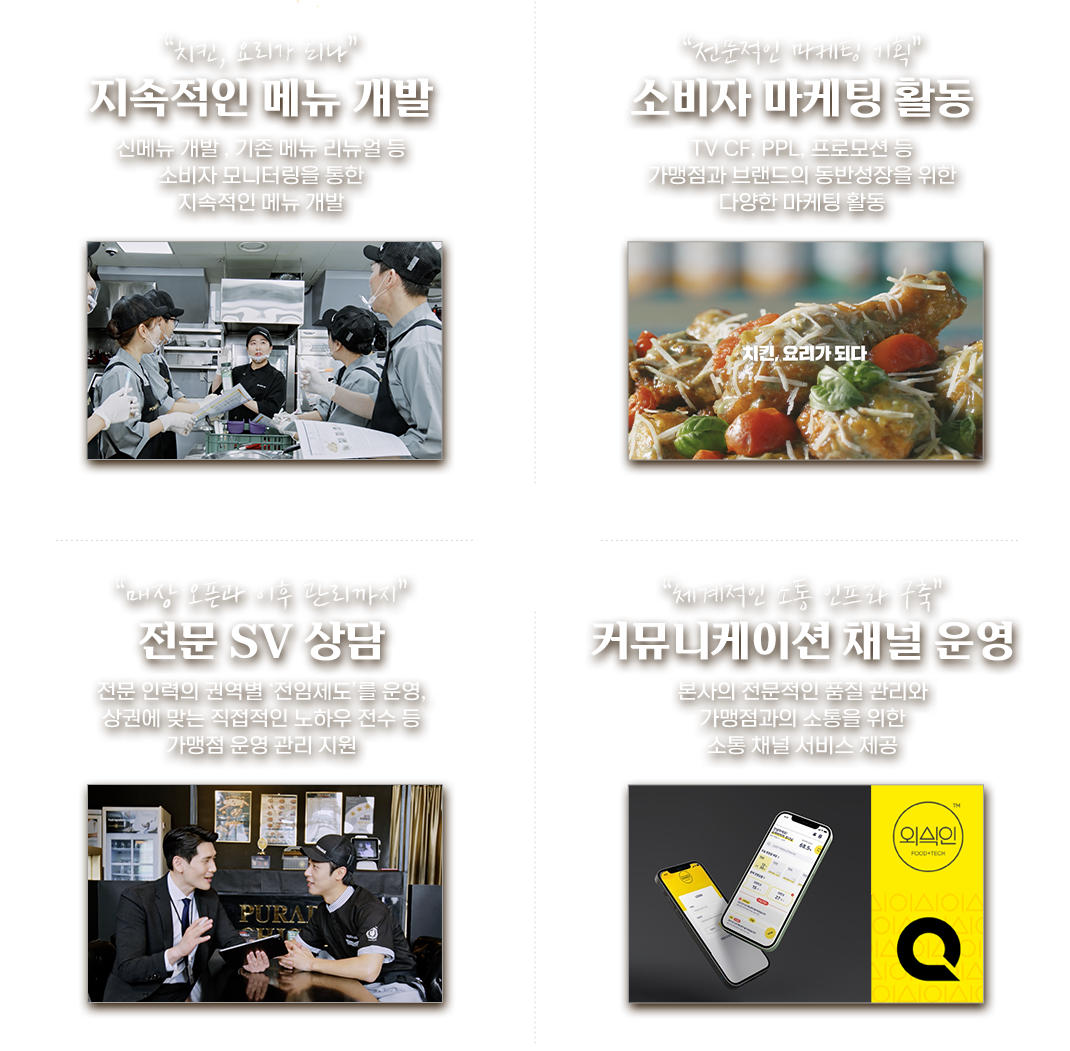 “치킨, 요리가 되다”
지속적인 메뉴 개발
신메뉴 개발 , 기존 메뉴 리뉴얼 등
소비자 모니터링을 통한
지속적인 메뉴 개발
“전문적인 마케팅 기획”
소비자 마케팅 활동
TV CF, PPL, 프로모션 등
가맹점과 브랜드의 동반성장을 위한
다양한 마케팅 활동
치킨, 요리가 되다
“매장 오픈과 이후 관리까지”
전문 SV 상담
전문 인력의 권역별 ‘전임제도’를 운영,
상권에 맞는 직접적인 노하우 전수 등
가맹점 운영 관리 지원
PURA
“체계적인 소통 인프라 구축”
커뮤니케이션 채널 운영
본사의 전문적인 품질 관리와
가맹점과의 소통을 위한
소통 채널 서비스 제공
68.5
외식인
TM
FOOD+TECH